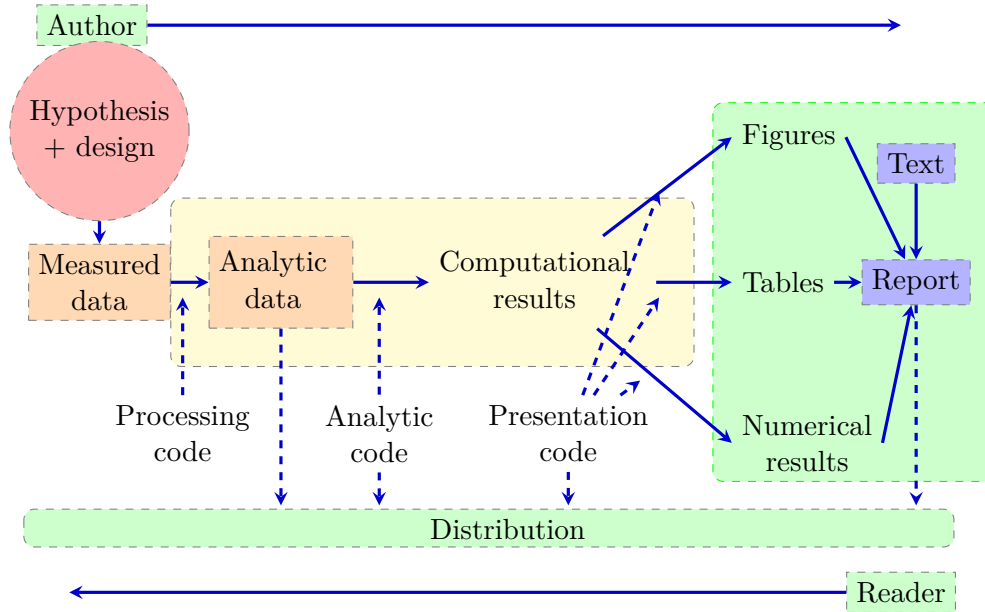 Author
Hypothesis
+ design
Figures
Text
Measured
data
Analytic
data
Computational
results
Tables
Report
Processing
code
Analytic
code
Presentation
code
Numerical
results
Distribution
Reader